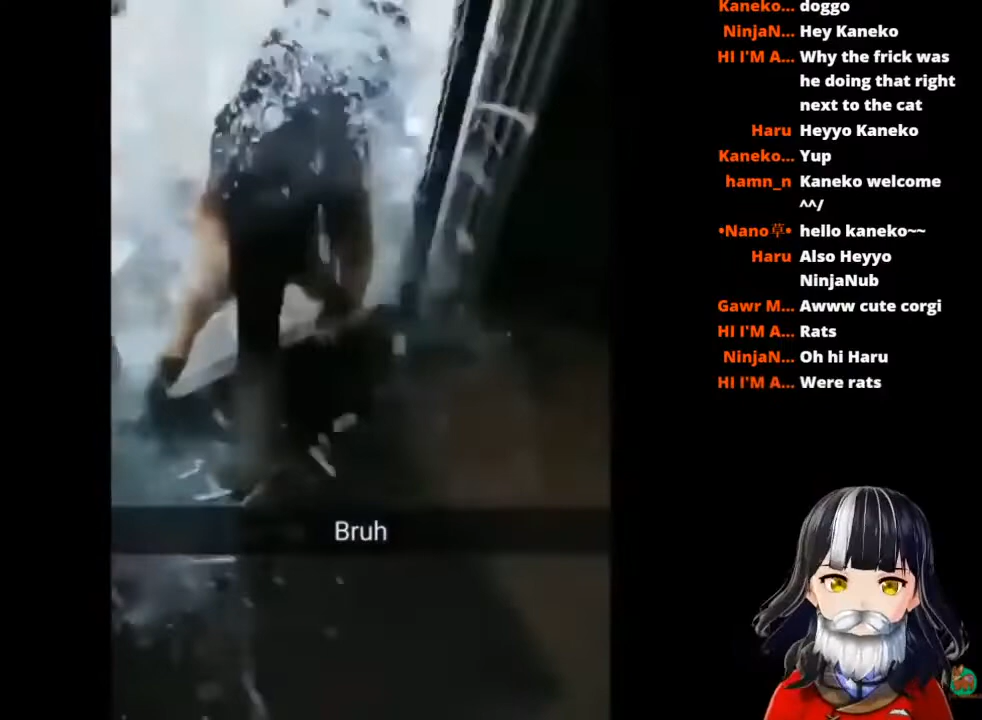 Kaneko... doggo
NinjaN... Hey Kaneko
HI I'M A... Why the frick was
he doing that right
next to the cat
Haru Heyyo Kaneko
Kaneko... Yup
hamn_n Kaneko welcome
^^/
•Nano草• hello kaneko~~
Haru Also Heyyo
NinjaNub
Gawr M... Awww cute corgi
HI I'M A... Rats
NinjaN... Oh hi Haru
HI I'M A... Were rats
Bruh